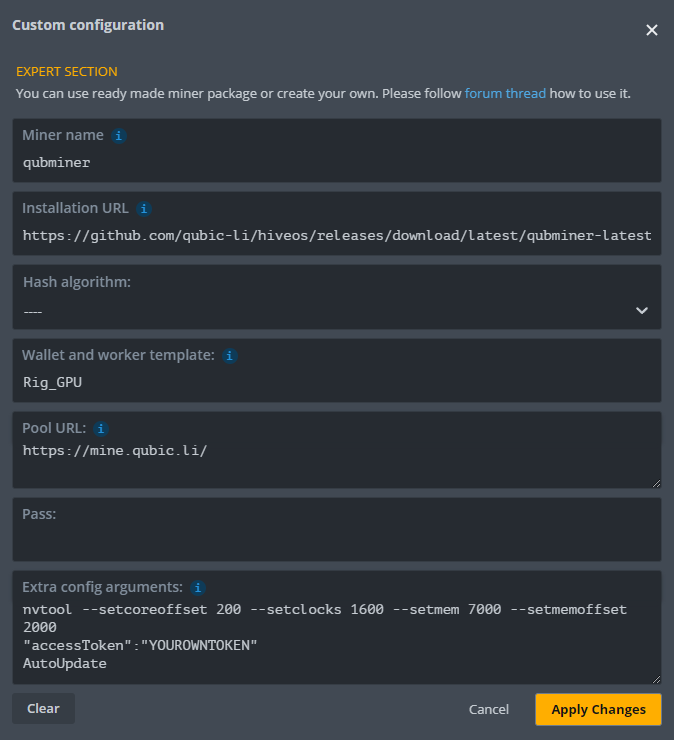 Custom configuration
EXPERT SECTION
You can use ready made miner package or create your own. Please follow forum thread how to use it.
Miner name
qubminer
Installation URL
https://github.com/qubic-li/hiveos/releases/download/latest/qubminer-latest
Hash algorithm:
----
Wallet and worker template:
Rig_GPU
Pool URL:
https://mine.qubic.li/
Pass:
Extra config arguments:
nvtool --setcoreoffset 200 --setclocks 1600 --setmem 7000 --setmemoffset
2000
"accessToken":"YOUROWNTOKEN"
AutoUpdate
Clear
Cancel
Apply Changes